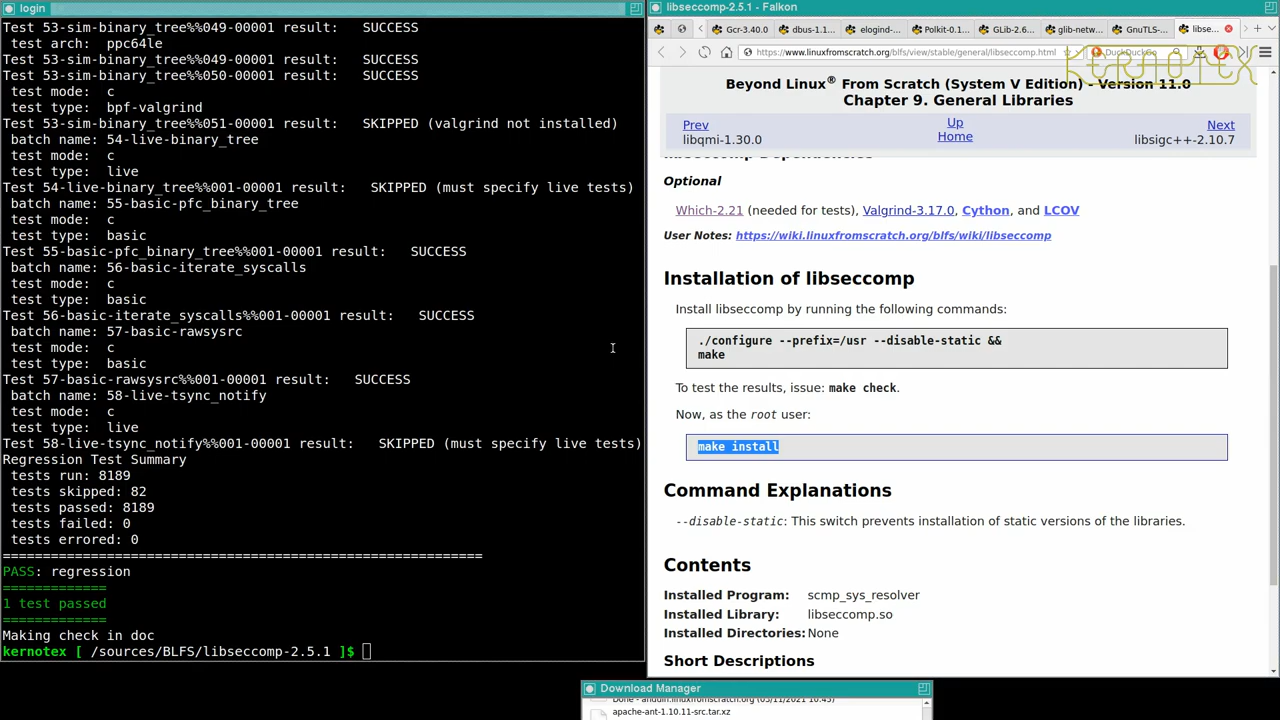 login
Test 53-sim-binary_tree%%049-00001 result:   SUCCESS
test arch:  ppc64le
Test 53-sim-binary_tree%%049-00001 result:   SUCCESS
Test 53-sim-binary_tree%%050-00001 result:   SUCCESS
test mode:  c
test type:  bpf-valgrind
Test 53-sim-binary_tree%%051-00001 result:   SKIPPED (valgrind not installed)
batch name: 54-live-binary_tree
test mode:  c
test type:  live
Test 54-live-binary_tree%%001-00001 result:   SKIPPED (must specify live tests)
batch name: 55-basic-pfc_binary_tree
test mode:  c
test type:  basic
Test 55-basic-pfc_binary_tree%%001-00001 result:   SUCCESS
batch name: 56-basic-iterate_syscalls
test mode:  c
test type:  basic
Test 56-basic-iterate_syscalls%%001-00001 result:   SUCCESS
batch name: 57-basic-rawsysrc
test mode:  c
test type:  basic
Test 57-basic-rawsysrc%%001-00001 result:   SUCCESS
batch name: 58-live-tsync_notify
test mode:  c
test type:  live
Test 58-live-tsync_notify%%001-00001 result:   SKIPPED (must specify live tests)
Regression Test Summary
tests run: 8189
tests skipped: 82
tests passed: 8189
tests failed: 0
tests errored: 0
============================================================
PASS: regression
=============
1 test passed
=============
Making check in doc
kernotex [ /sources/BLFS/libseccomp-2.5.1 ]$
libseccomp-2.5.1 - Falkon
Gcr-3.40.0
dbus-1.1...
elogind-...
Polkit-0.1...
GLib-2.6...
glib-netw...
GnuTLS-...
libse...
https://www.linuxfromscratch.org/blfs/view/stable/general/libseccomp.html
DuckDuckGo
KERNOTEX
Beyond Linux® From Scratch (System V Edition) - Version 11.0
Chapter 9. General Libraries
Prev
Up
Next
libqmi-1.30.0
Home
libsigc++-2.10.7
libseccomp Dependencies
Optional
Which-2.21 (needed for tests), Valgrind-3.17.0, Cython, and LCOV
User Notes: https://wiki.linuxfromscratch.org/blfs/wiki/libseccomp
Installation of libseccomp
Install libseccomp by running the following commands:
./configure --prefix=/usr --disable-static &&
make
To test the results, issue: make check.
Now, as the root user:
make install
Command Explanations
--disable-static: This switch prevents installation of static versions of the libraries.
Contents
Installed Program: scmp_sys_resolver
Installed Library: libseccomp.so
Installed Directories: None
Short Descriptions
Download Manager
Done - anduin.linuxfromscratch.org
apache-ant-1.10.11-src.tar.xz